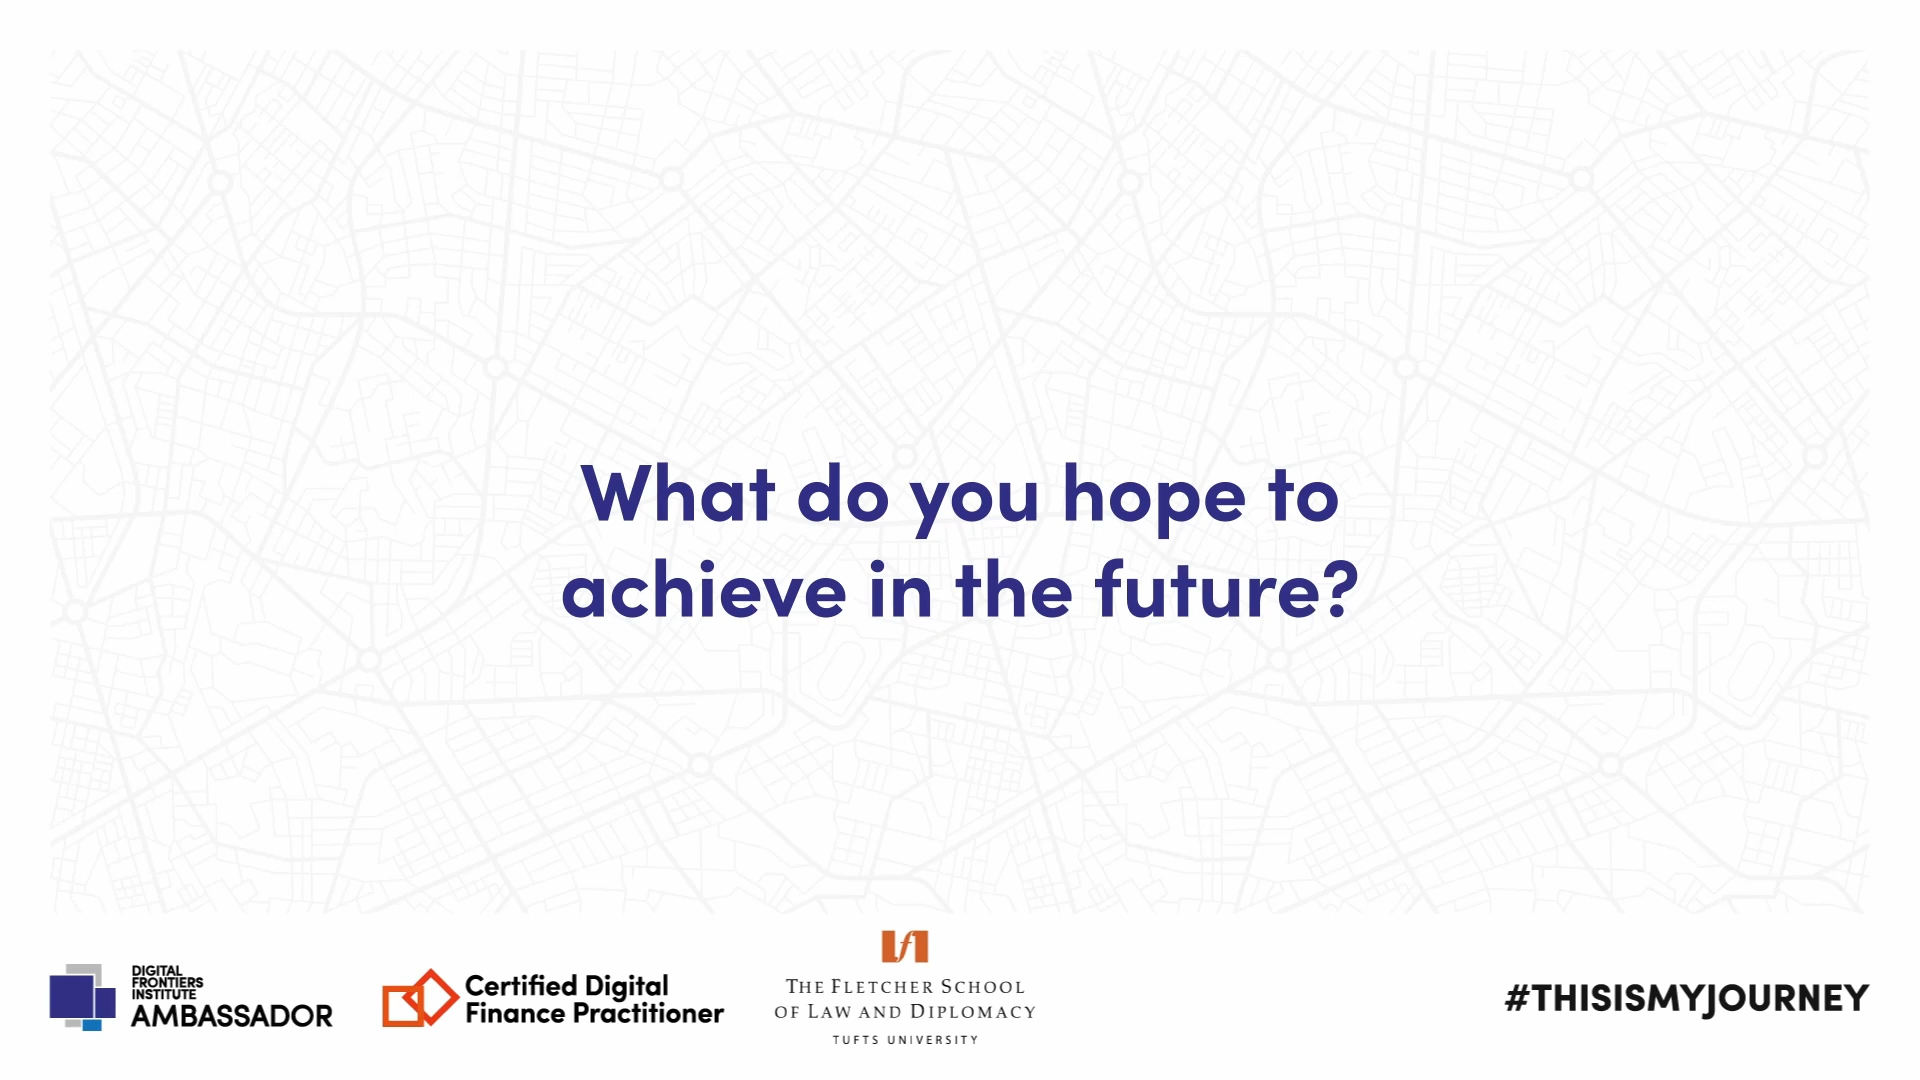 What do you hope to
achieve in the future?
DIGITAL
FRONTIERS
INSTITUTE
AMBASSADOR
Certified Digital
Finance Practitioner
THE FLETCHER SCHOOL
OF LAW AND DIPLOMACY
TUFTS UNIVERSITY
#THISISMYJOURNEY